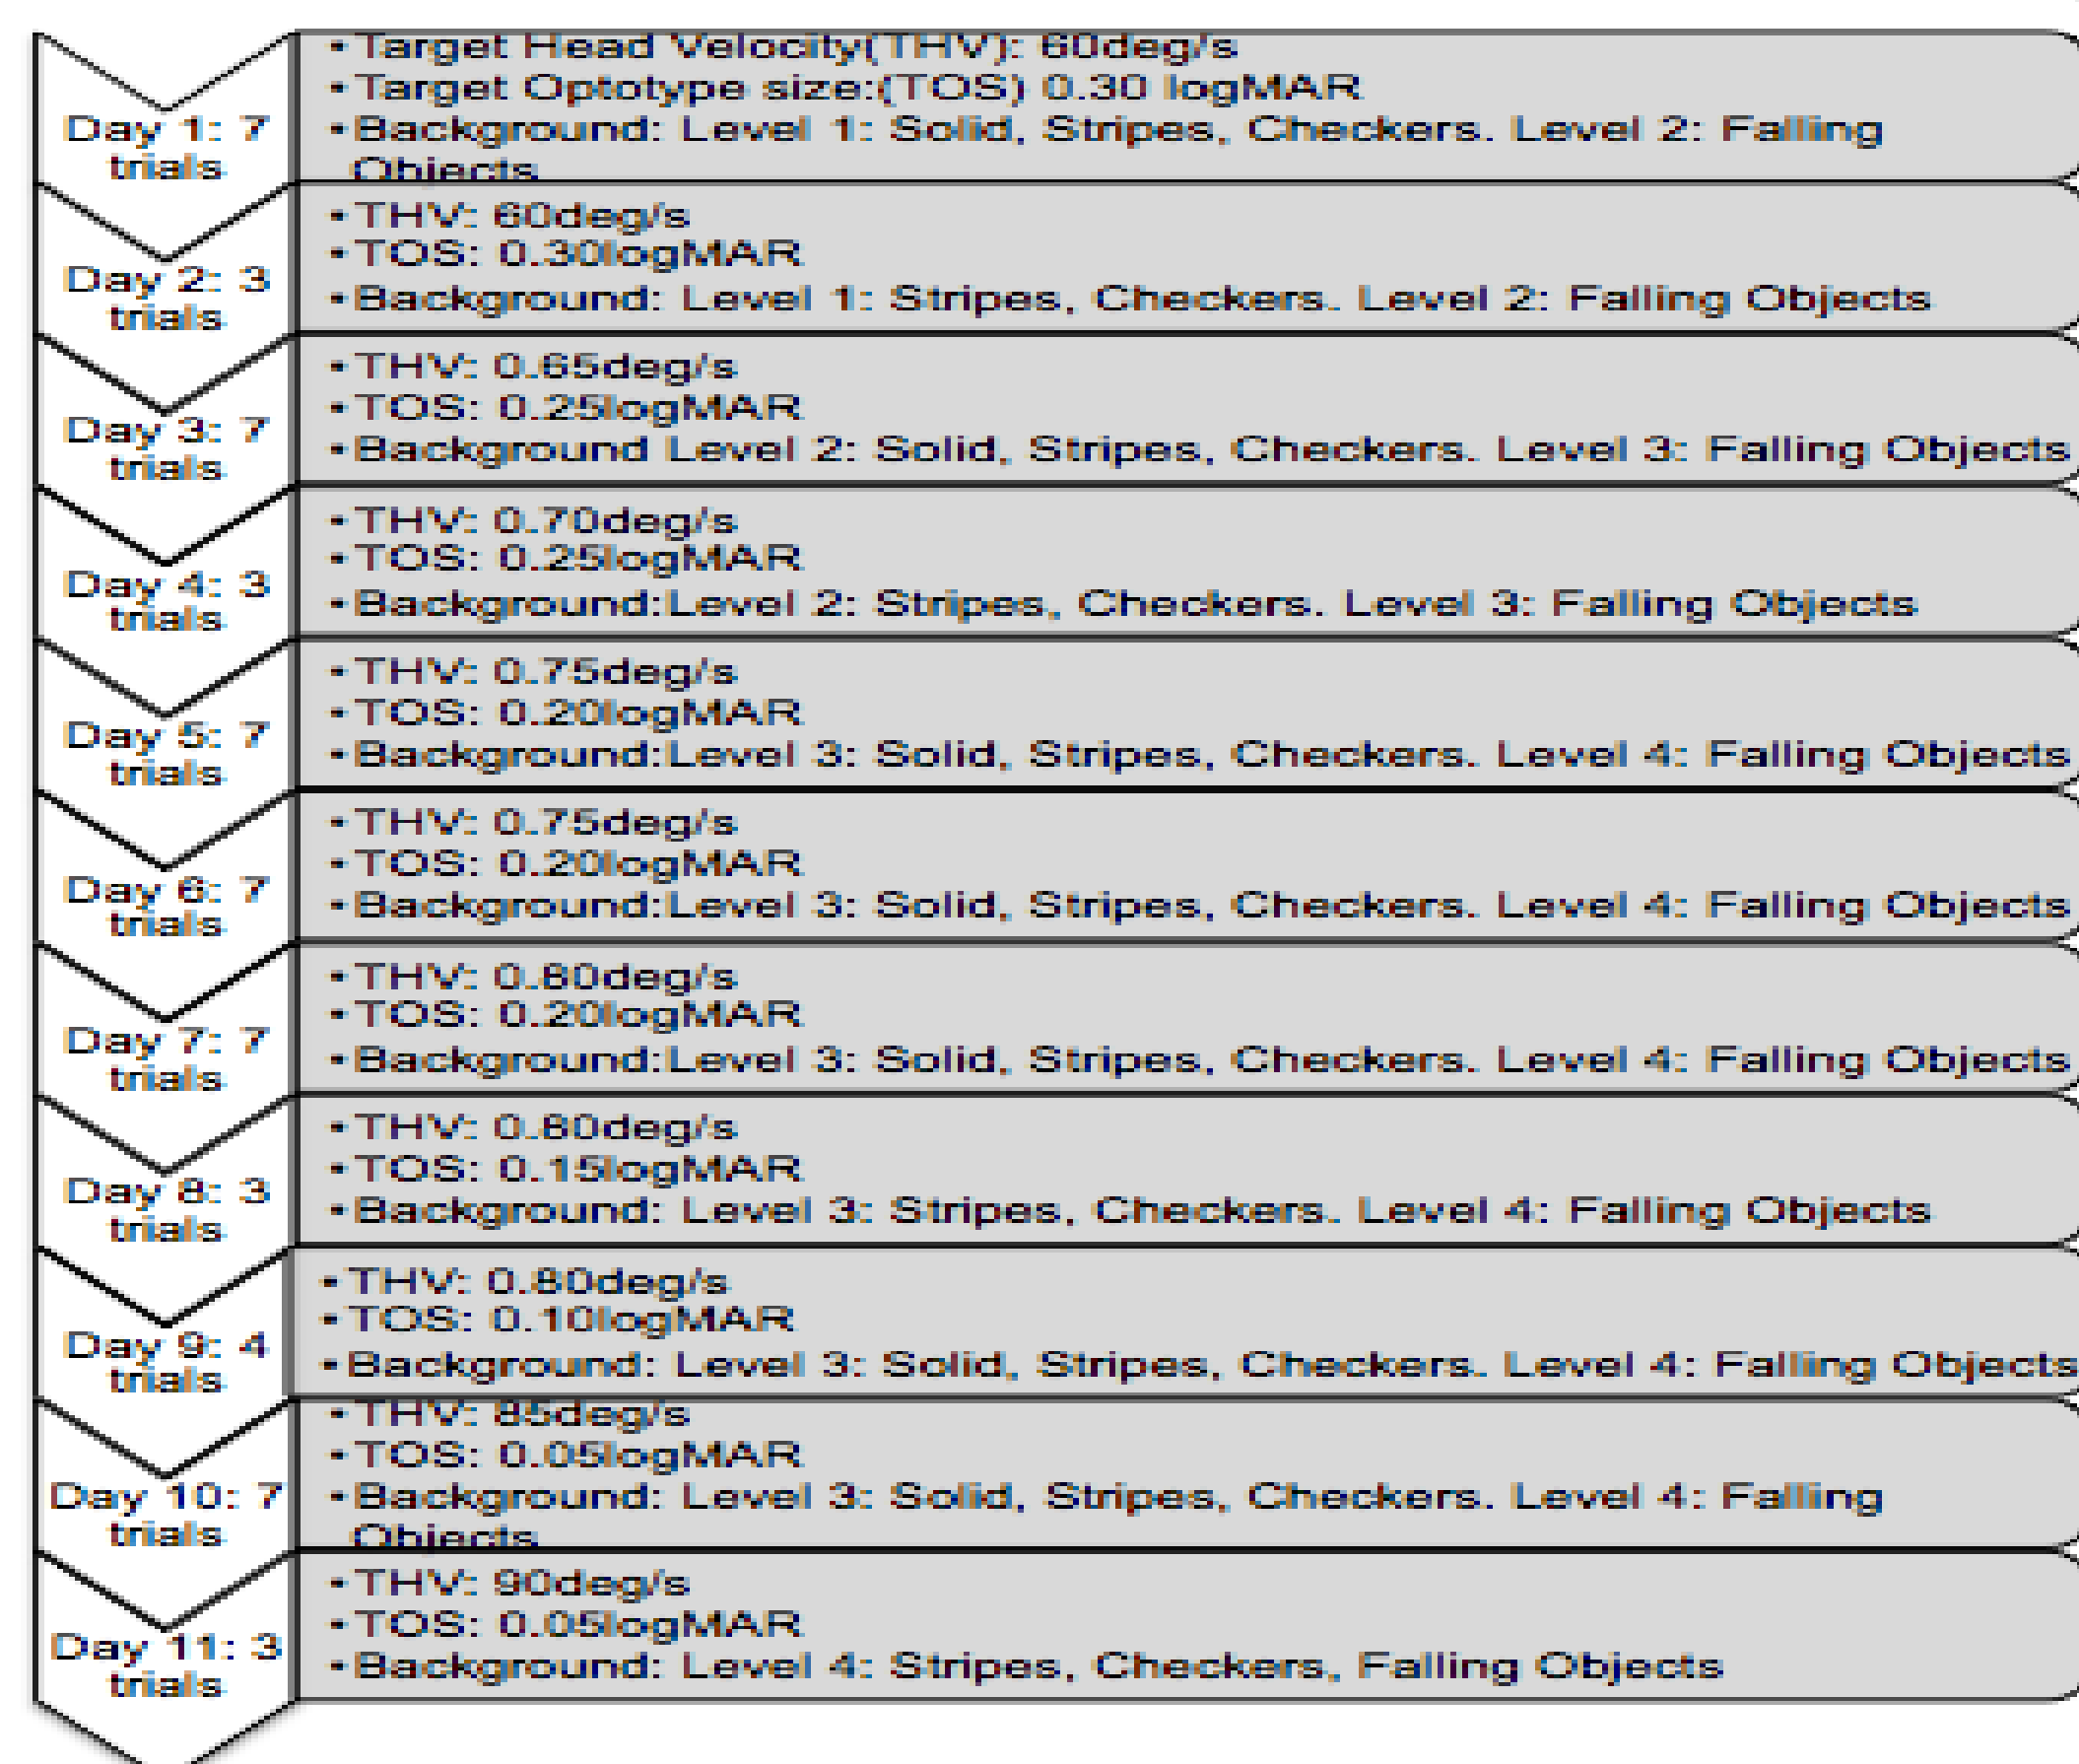 Day 1: 7
trials
•Target Head Velocity(THV): 60deg/s
•Target Optotype size:(TOS) 0.30 logMAR
•Background: Level 1: Solid, Stripes, Checkers. Level 2: Falling
Objects
Day 2: 3
trials
•THV: 60deg/s
•TOS: 0.30logMAR
•Background: Level 1: Stripes, Checkers. Level 2: Falling Objects
Day 3: 7
trials
•THV: 0.65deg/s
•TOS: 0.25logMAR
•Background Level 2: Solid, Stripes, Checkers. Level 3: Falling Objects
Day 4: 3
trials
•THV: 0.70deg/s
•TOS: 0.25logMAR
•Background:Level 2: Stripes, Checkers. Level 3: Falling Objects
Day 5: 7
trials
•THV: 0.75deg/s
•TOS: 0.20logMAR
•Background:Level 3: Solid, Stripes, Checkers. Level 4: Falling Objects
Day 6: 7
trials
•THV: 0.75deg/s
•TOS: 0.20logMAR
•Background:Level 3: Solid, Stripes, Checkers. Level 4: Falling Objects
Day 7: 7
trials
•THV: 0.80deg/s
•TOS: 0.20logMAR
•Background:Level 3: Solid, Stripes, Checkers. Level 4: Falling Objects
Day 8: 3
trials
•THV: 0.80deg/s
•TOS: 0.15logMAR
•Background: Level 3: Stripes, Checkers. Level 4: Falling Objects
Day 9: 4
trials
•THV: 0.80deg/s
•TOS: 0.10logMAR
•Background: Level 3: Solid, Stripes, Checkers. Level 4: Falling Objects
Day 10: 7
trials
•THV: 85deg/s
•TOS: 0.05logMAR
•Background: Level 3: Solid, Stripes, Checkers. Level 4: Falling
Objects
Day 11: 3
trials
•THV: 90deg/s
•TOS: 0.05logMAR
•Background: Level 4: Stripes, Checkers, Falling Objects